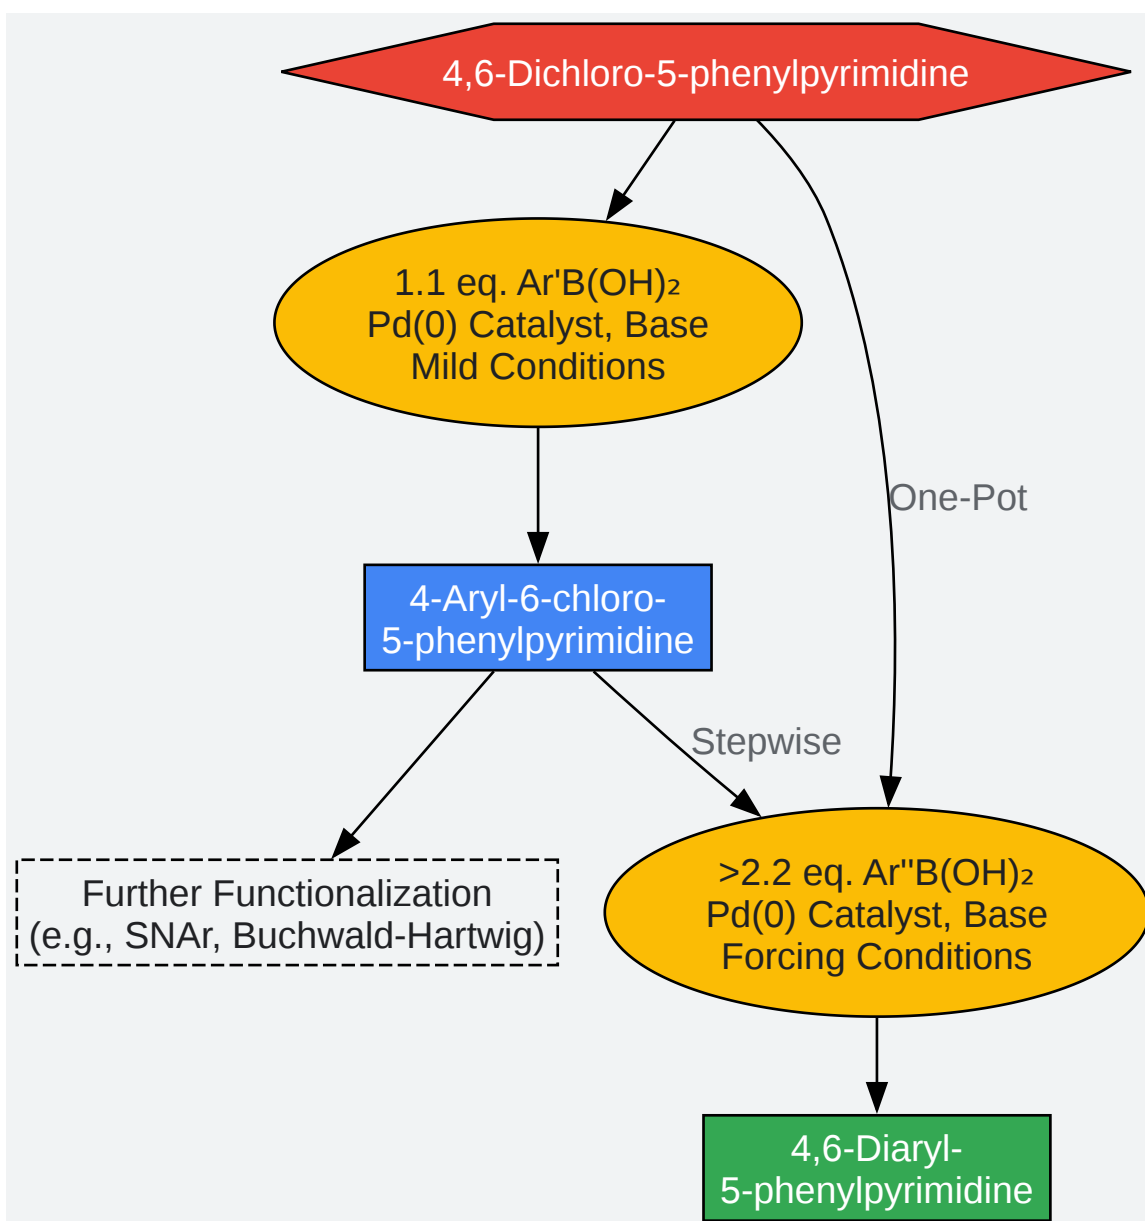 4,6-Dichloro-5-phenylpyrimidine
1.1 eq. Ar'B(OH)₂
Pd(0) Catalyst, Base
Mild Conditions
One-Pot
4-Aryl-6-chloro-
5-phenylpyrimidine
Stepwise
Further Functionalization
(e.g., SNAr, Buchwald-Hartwig)
>2.2 eq. Ar''B(OH)₂
Pd(0) Catalyst, Base
Forcing Conditions
4,6-Diaryl-
5-phenylpyrimidine